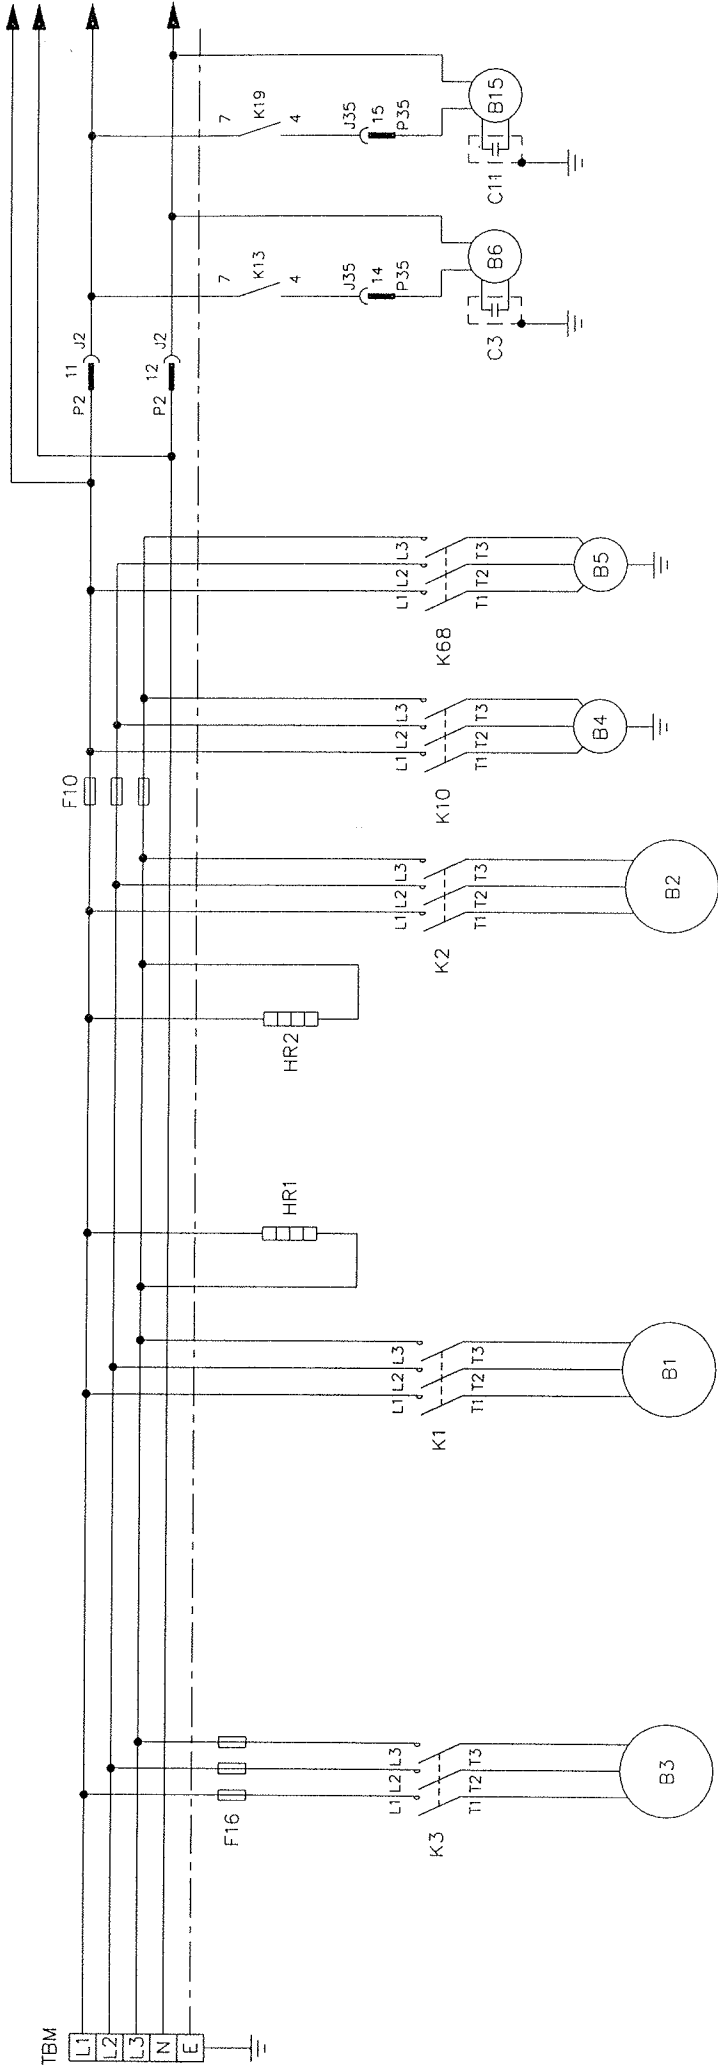 TBM
L1
L2
L3
N
E
F16
L1 L2 L3
K3
T1 T2 T3
B3
L1 L2 L3
K1
T1 T2 T3
B1
HR1
HR2
L1 L2 L3
K2
T1 T2 T3
B2
F10
L1 L2 L3
K10
T1 T2 T3
B4
L1 L2 L3
K68
T1 T2 T3
B5
P2 11 J2
P2 12 J2
7
K13
4
J35
14
P35
B6
C3
7
K19
4
J35
15
P35
B15
C11